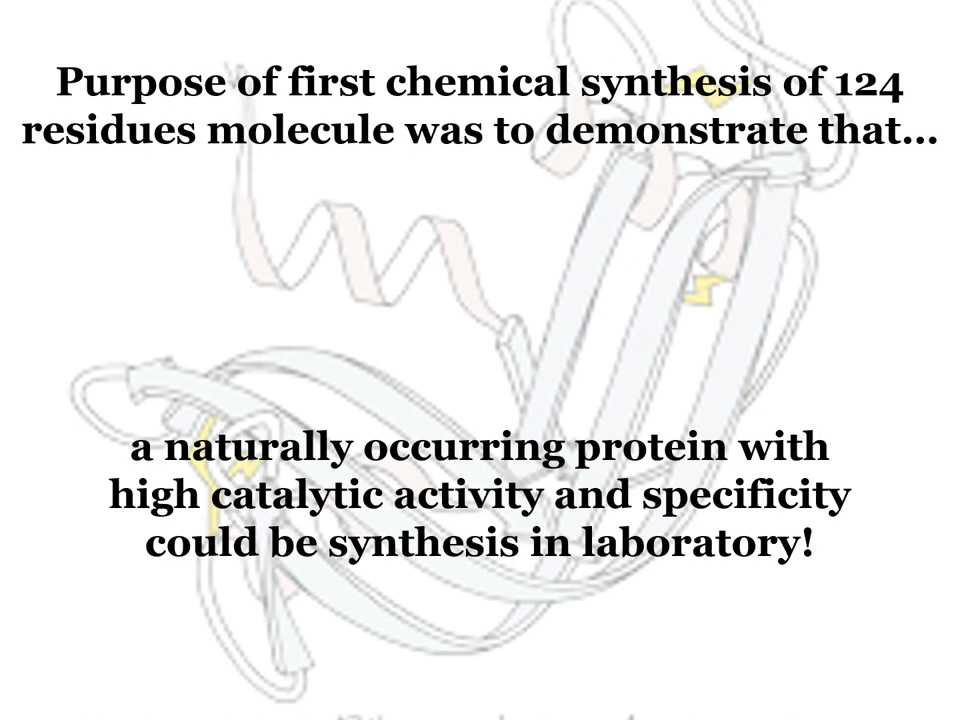 Purpose of first chemical synthesis of 124
residues molecule was to demonstrate that...
a naturally occurring protein with
high catalytic activity and specificity
could be synthesis in laboratory!